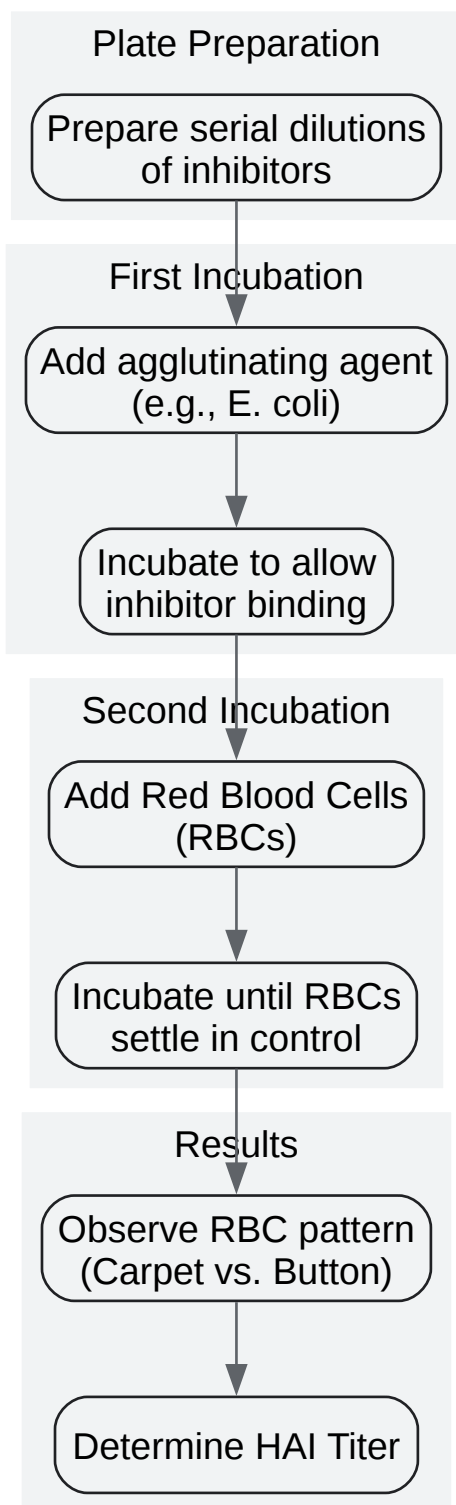 Plate Preparation
Prepare serial dilutions
of inhibitors
First Incubation
Add agglutinating agent
(e.g., E. coli)
Incubate to allow
inhibitor binding
Second Incubation
Add Red Blood Cells
(RBCs)
Incubate until RBCs
settle in control
Results
Observe RBC pattern
(Carpet vs. Button)
Determine HAI Titer